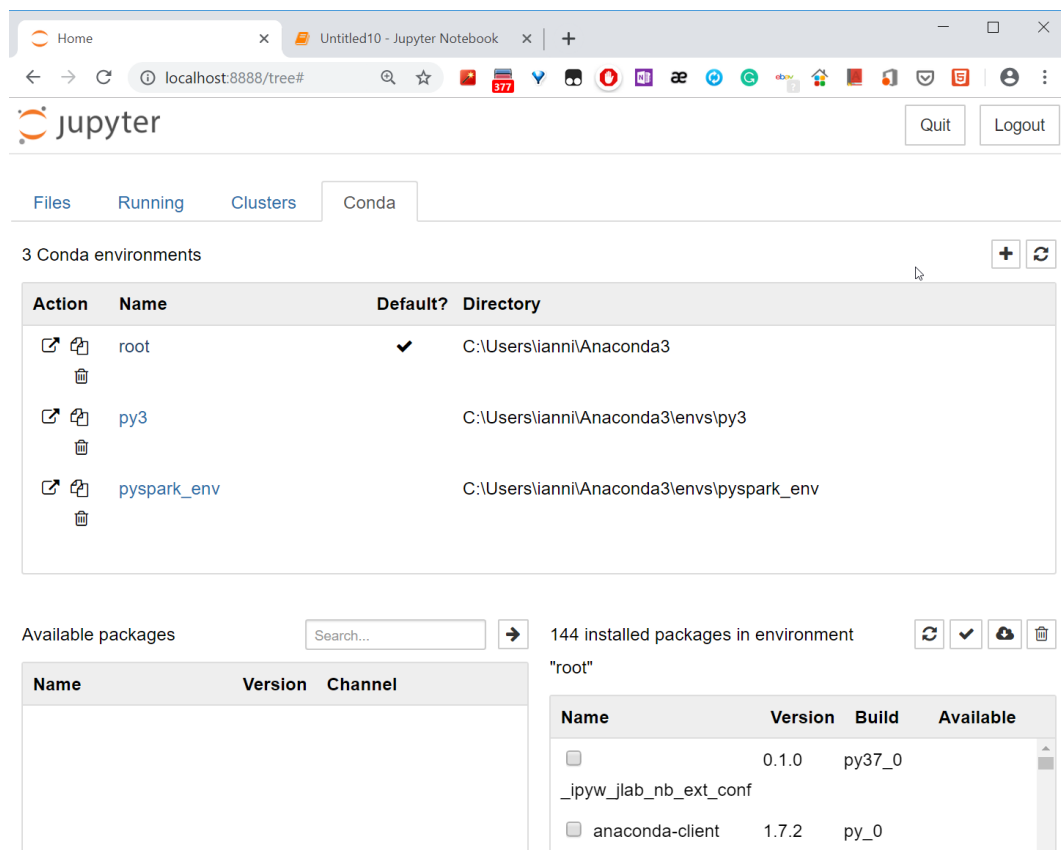 Home
Untitled10 - Jupyter Notebook
localhost:8888/tree#
377
N
æ
G
ebay
?
5
jupyter
Quit
Logout
Files Running Clusters Conda
3 Conda environments
Action Name Default? Directory
root C:\Users\ianni\Anaconda3
py3 C:\Users\ianni\Anaconda3\envs\py3
pyspark_env C:\Users\ianni\Anaconda3\envs\pyspark_env
Available packages
Search...
Name Version Channel
144 installed packages in environment
"root"
Name Version Build Available
0.1.0 py37_0
_ipyw_jlab_nb_ext_conf
anaconda-client 1.7.2 py_0